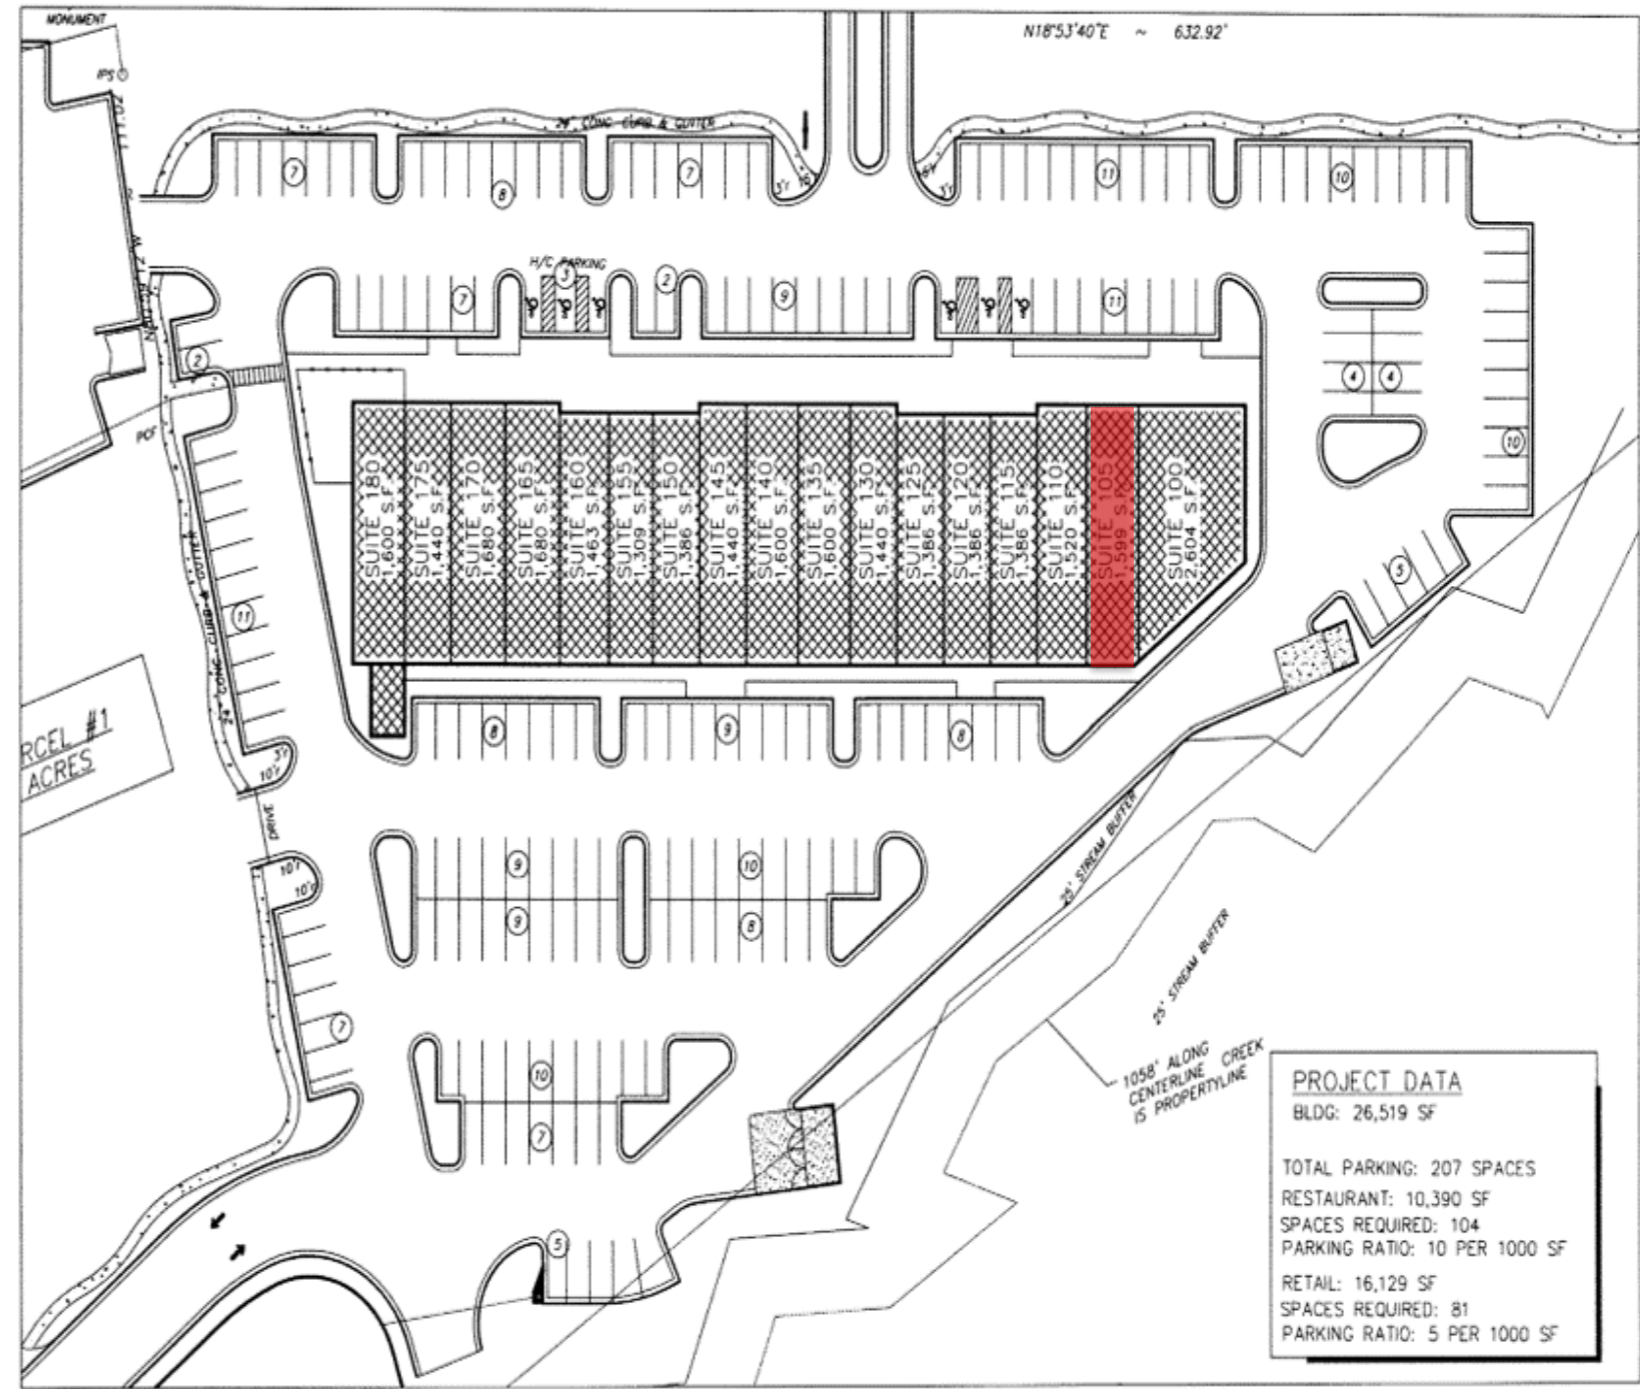 MONUMENT
IPS
N18°53'40"E ~ 632.92'
24" CONC CURB & GUTTER
7
8
7
3'r
11
10
3'r
H/C PARKING
3
7
2
9
11
2
4
4
10
10
POF
SUITE 180
1,600 S.F.
SUITE 175
1,440 S.F.
SUITE 170
1,680 S.F.
SUITE 165
1,680 S.F.
SUITE 160
1,463 S.F.
SUITE 155
1,309 S.F.
SUITE 150
1,386 S.F.
SUITE 145
1,440 S.F.
SUITE 140
1,600 S.F.
SUITE 135
1,600 S.F.
SUITE 130
1,440 S.F.
SUITE 125
1,386 S.F.
SUITE 120
1,386 S.F.
SUITE 115
1,386 S.F.
SUITE 110
1,520 S.F.
SUITE 105
1,599 S.F.
SUITE 100
2,604 S.F.
5
24" CONC CURB & GUTTER
11
RCEL #1
ACRES
8
9
8
3'r
10'r
DRIVE
10'r
10'r
9
10
9
8
25' STREAM BUFFER
25' STREAM BUFFER
7
10
7
1058' ALONG
CENTERLINE CREEK
IS PROPERTYLINE
5
PROJECT DATA
BLDG: 26,519 SF
TOTAL PARKING: 207 SPACES
RESTAURANT: 10,390 SF
SPACES REQUIRED: 104
PARKING RATIO: 10 PER 1000 SF
RETAIL: 16,129 SF
SPACES REQUIRED: 81
PARKING RATIO: 5 PER 1000 SF